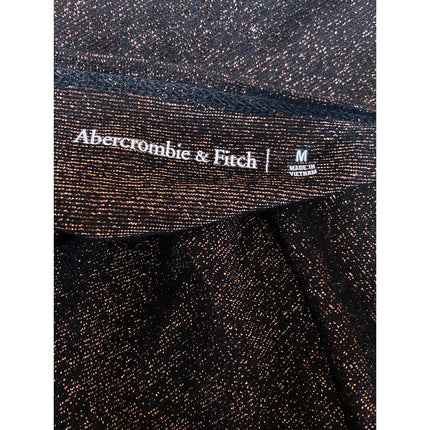 Abercrombie & Fitch | M
MADE IN
VIETNAM